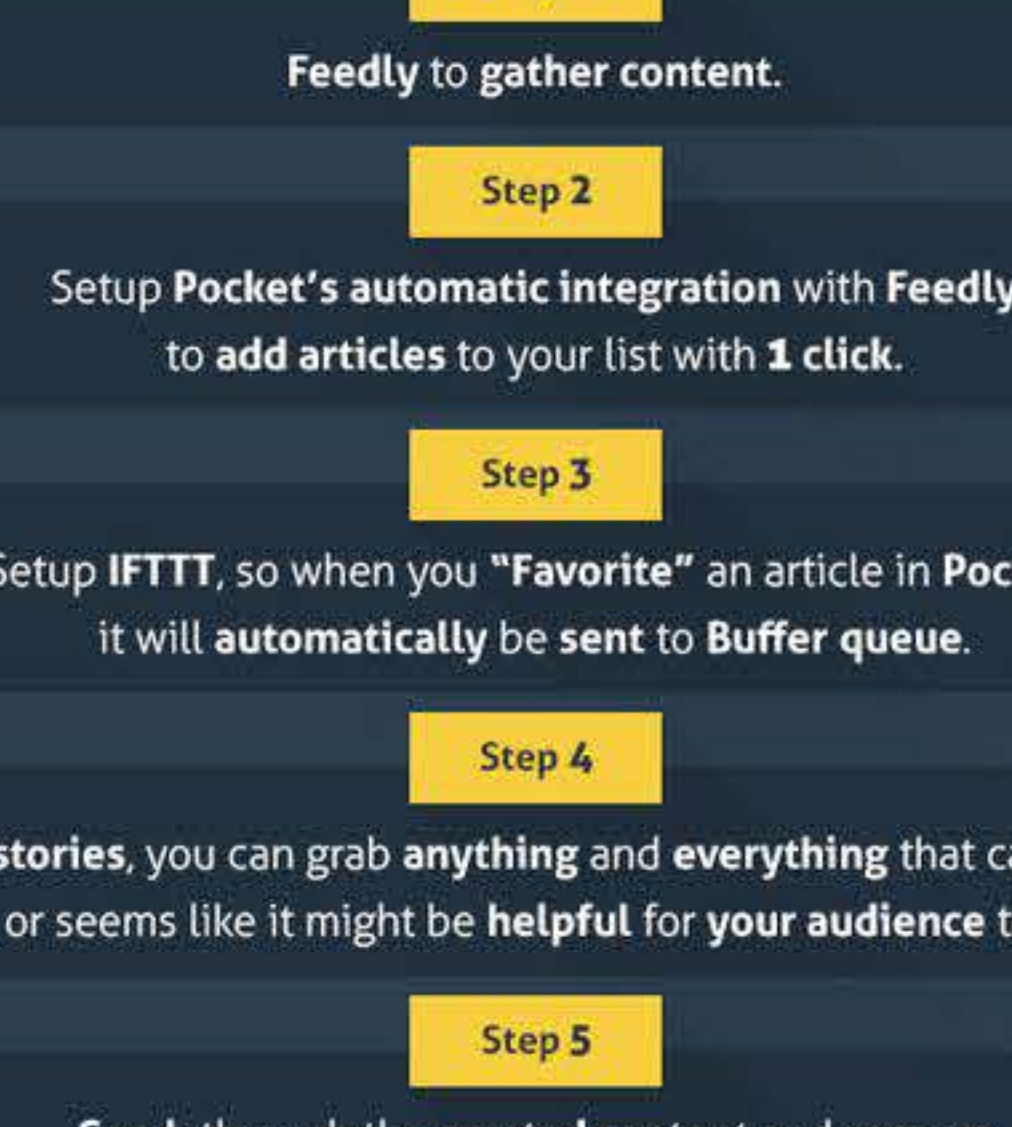 Feedly to gather content.
Step 2
Setup Pocket's automatic integration with Feedly
to add articles to your list with 1 click.
Step 3
Setup IFTTT, so when you “Favorite” an article in Poc
it will automatically be sent to Buffer queue.
Step 4
stories, you can grab anything and everything that ca
or seems like it might be helpful for your audience t
Step 5